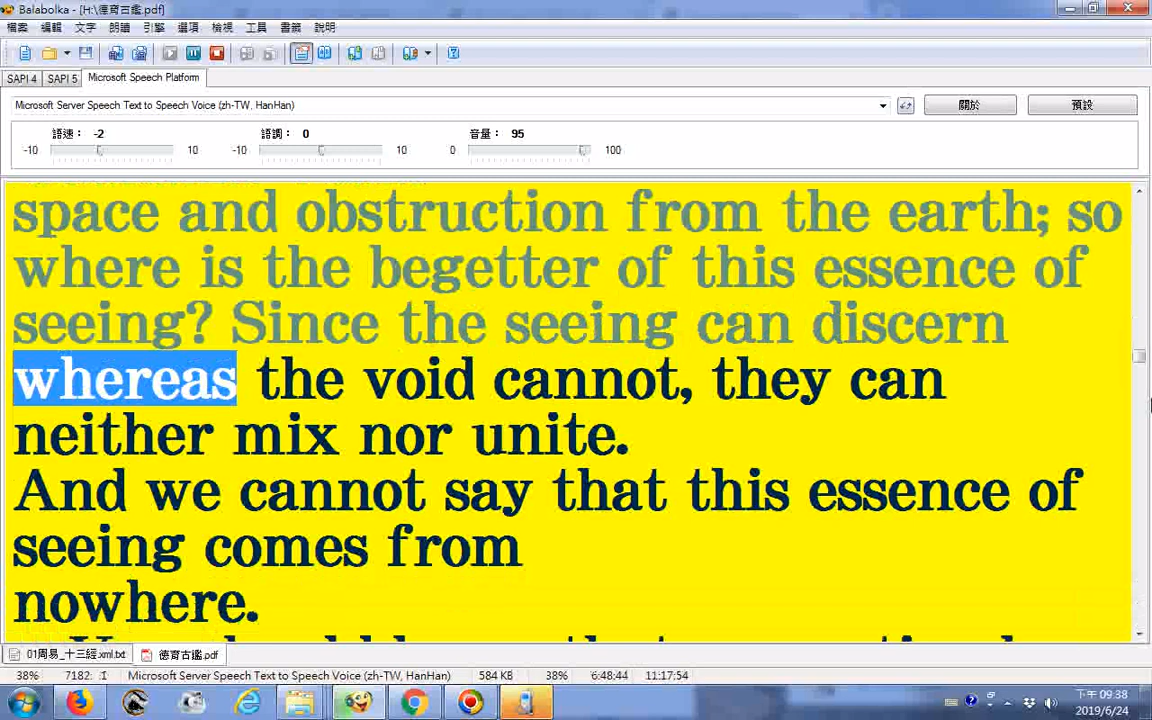 Balabolka - [H:\德育古鑑.pdf]
檔案 編輯 文字 朗讀 引擎 選項 檢視 工具 書籤 說明
SAPI 4 SAPI 5 Microsoft Speech Platform
Microsoft Server Speech Text to Speech Voice (zh-TW, HanHan) 關於 預設
語速： -2 語調： 0 音量： 95
-10 10 -10 10 0 100
space and obstruction from the earth; so
where is the begetter of this essence of
seeing? Since the seeing can discern
whereas the void cannot, they can
neither mix nor unite.
And we cannot say that this essence of
seeing comes from
nowhere.
01周易_十三經.xml.txt 德育古鑑.pdf
38% 7182: 1 Microsoft Server Speech Text to Speech Voice (zh-TW, HanHan) 584 KB 38% 6:48:44 11:17:54
下午 09:38
2019/6/24